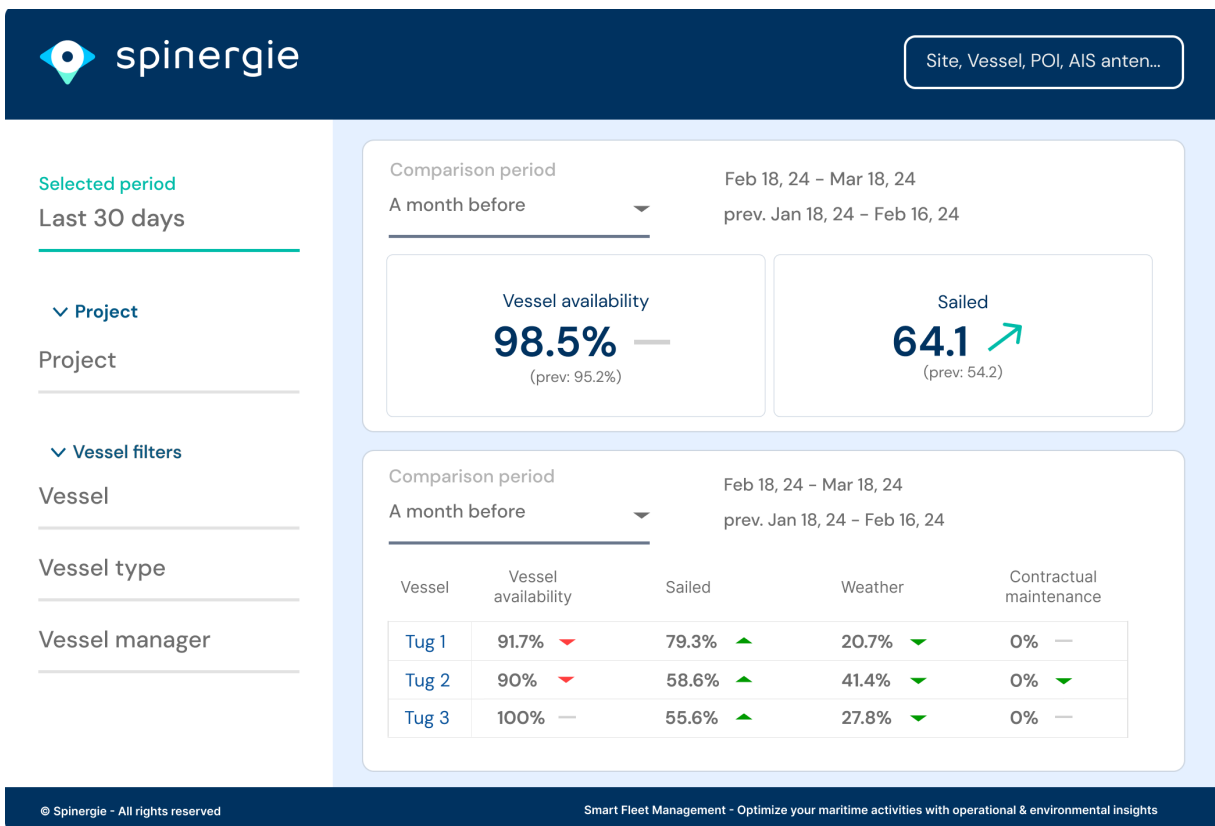 spinergie
Site, Vessel, POI, AIS anten...
Selected period
Last 30 days
Project
Project
Vessel filters
Vessel
Vessel type
Vessel manager
Comparison period
A month before
Feb 18, 24 - Mar 18, 24
prev. Jan 18, 24 - Feb 16, 24
Vessel availability
98.5%
(prev: 95.2%)
Sailed
64.1
(prev: 54.2)
Comparison period
A month before
Feb 18, 24 - Mar 18, 24
prev. Jan 18, 24 - Feb 16, 24
Vessel
Vessel
availability
Sailed
Weather
Contractual
maintenance
Tug 1 91.7% 79.3% 20.7% 0%
Tug 2 90% 58.6% 41.4% 0%
Tug 3 100% 55.6% 27.8% 0%
© Spinergie - All rights reserved
Smart Fleet Management - Optimize your maritime activities with operational & environmental insights